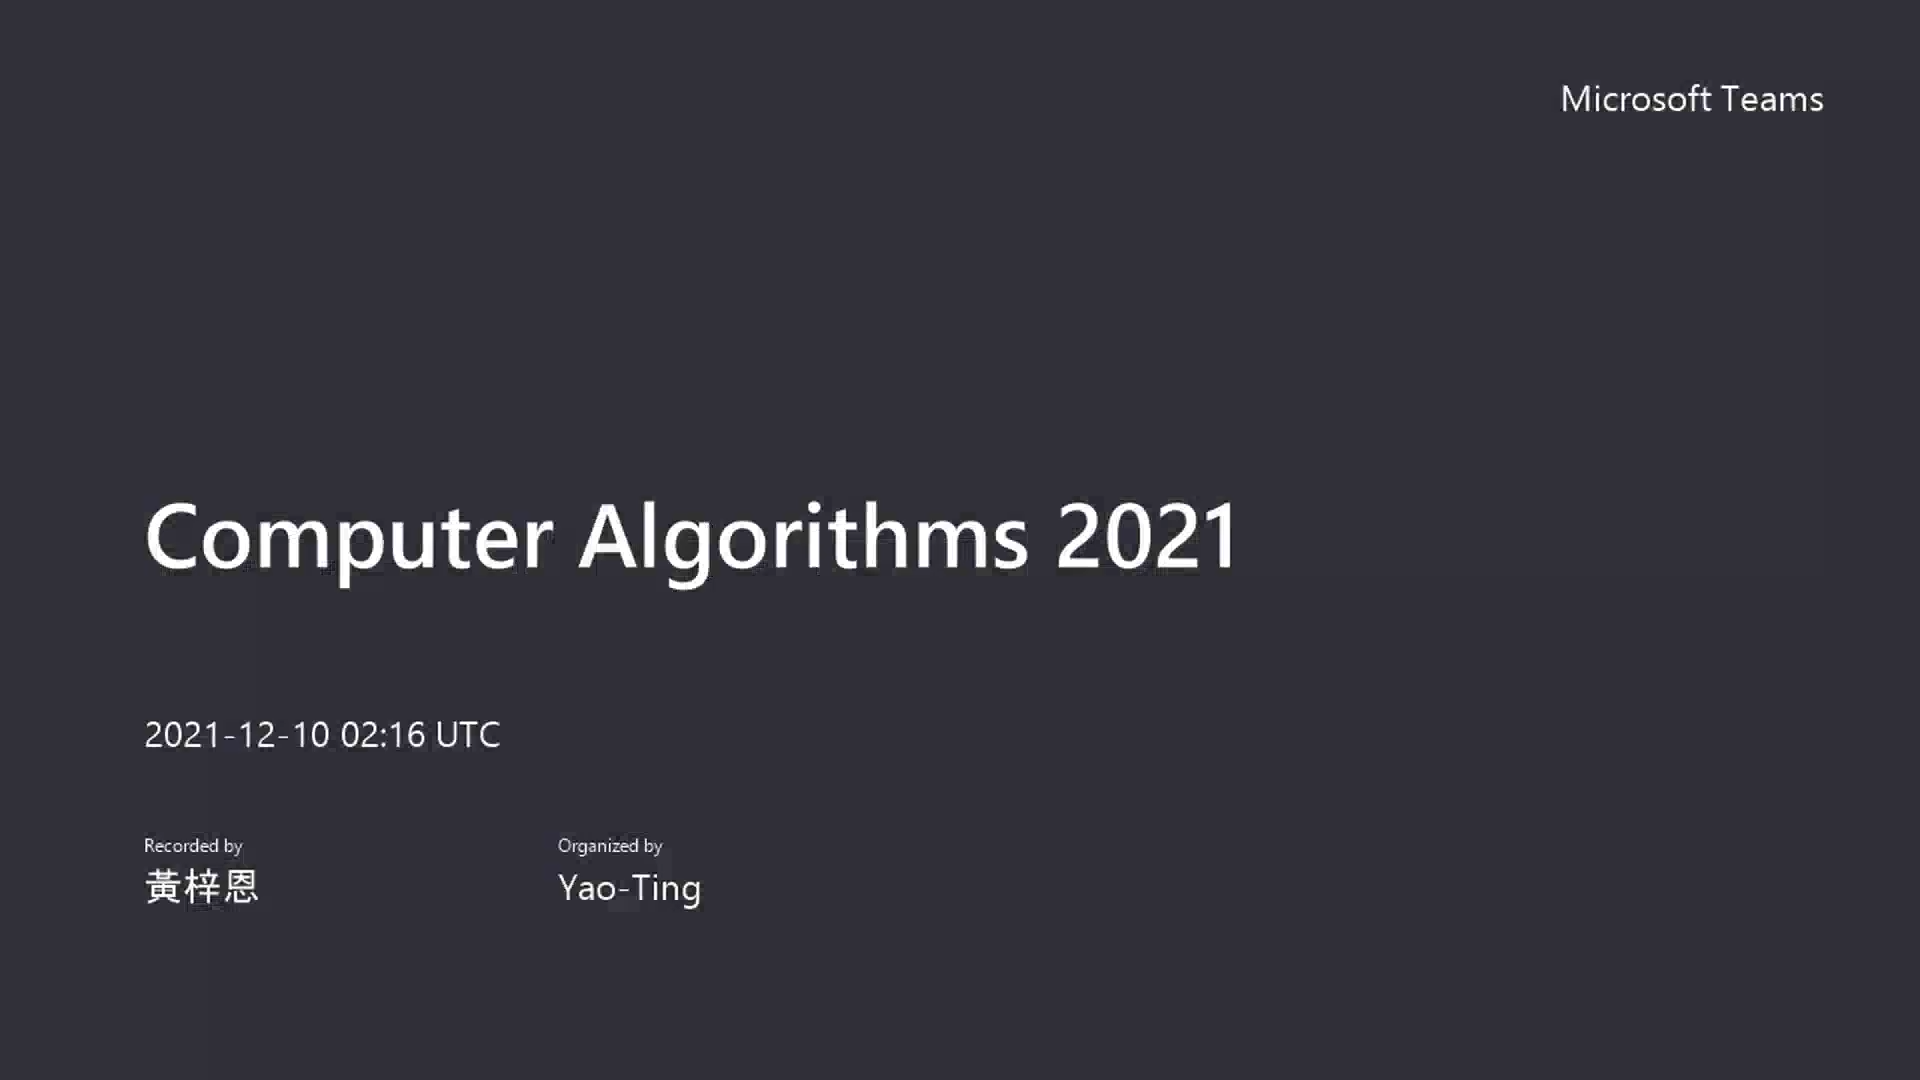 Microsoft Teams
Computer Algorithms 2021
2021-12-10 02:16 UTC
Recorded by
黃梓恩
Organized by
Yao-Ting